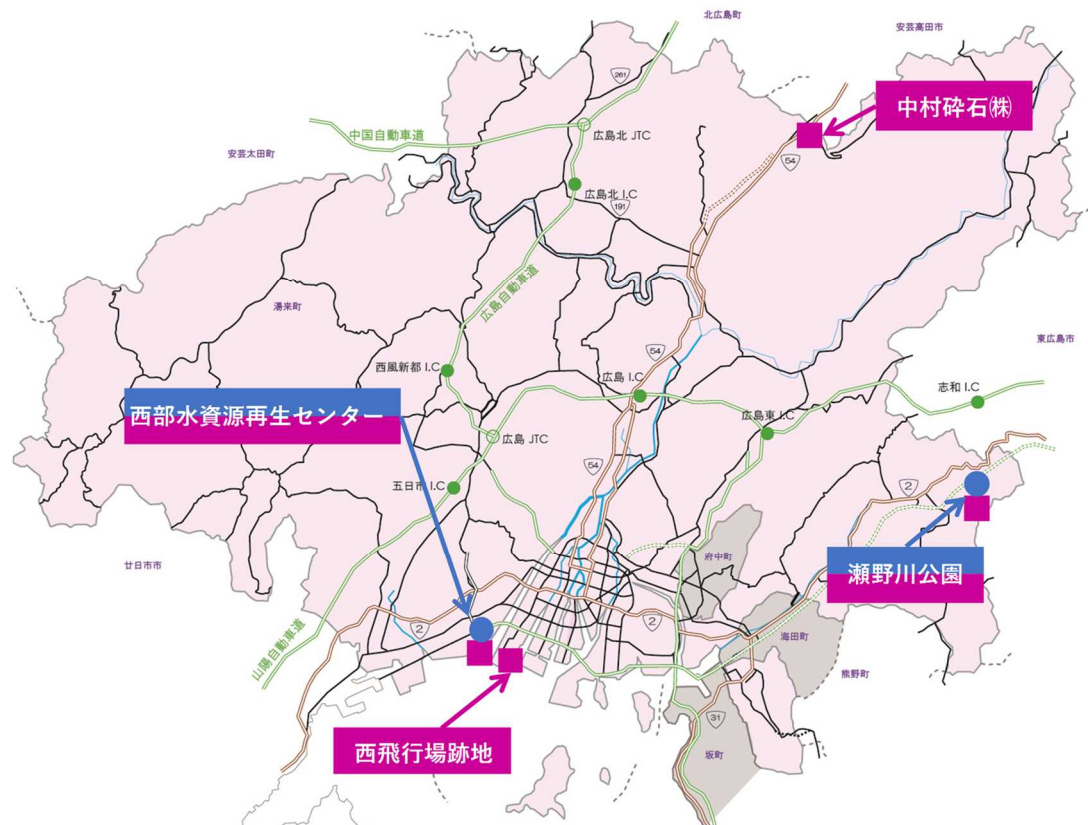 北広島町
安芸高田市
261
中村砕石㈱
中国自動車道
広島北 JTC
安芸太田町
54
広島北 I.C
191
広島自動車道
湯来町
東広島市
54
西風新都 I.C
広島 I.C
志和 I.C
西部水資源再生センター
広島東 I.C
広島 JTC
54
五日市 I.C
2
府中町
廿日市市
瀬野川公園
2
2
海田町
山陽自動車道
熊野町
31
西飛行場跡地
坂町